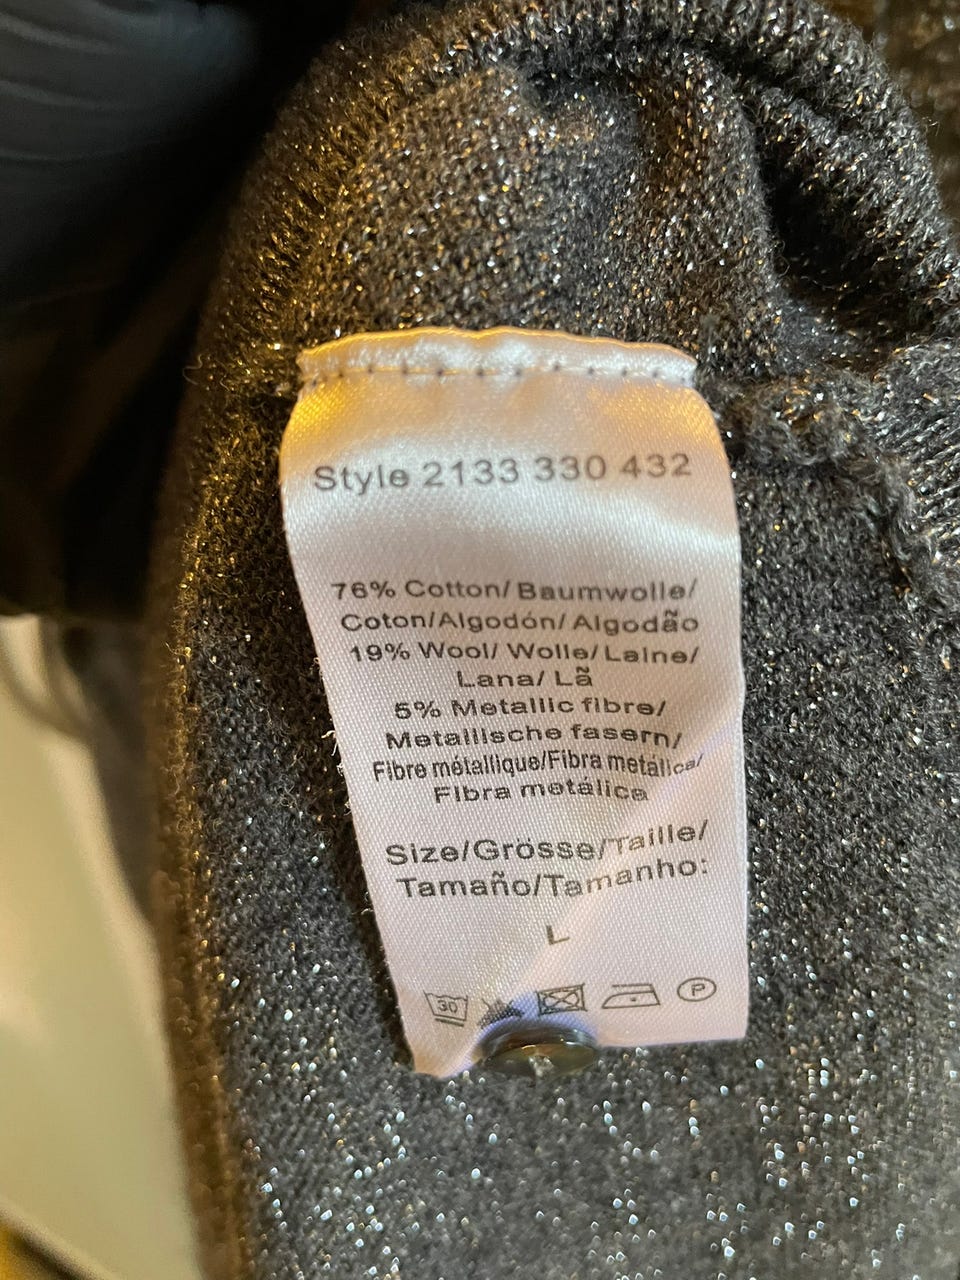 Style 2133 330 432
76% Cotton/Baumwolle/
Coton/Algodón/Algodão
19% Wool/Wolle/Laine/
Lana/Lã
5% Metallic fibre/
Metallische fasern/
Fibre métallique/Fibra metálica/
Fibra metálica
Size/Grösse/Taille/
Tamaño/Tamanho:
L
30 P